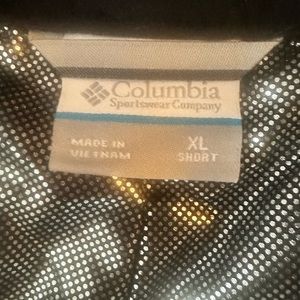 Columbia
Sportswear Company
MADE IN
VIETNAM
XL
SHORT